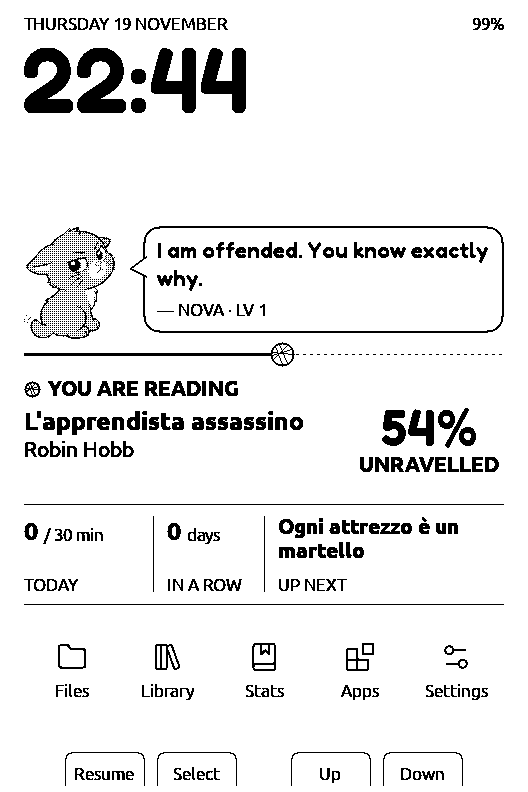 THURSDAY 19 NOVEMBER 99%
22:44
I am offended. You know exactly
why.
— NOVA · LV 1
YOU ARE READING
L'apprendista assassino
Robin Hobb
54%
UNRAVELLED
0 / 30 min
TODAY
0 days
IN A ROW
Ogni attrezzo è un
martello
UP NEXT
Files Library Stats Apps Settings
Resume Select Up Down